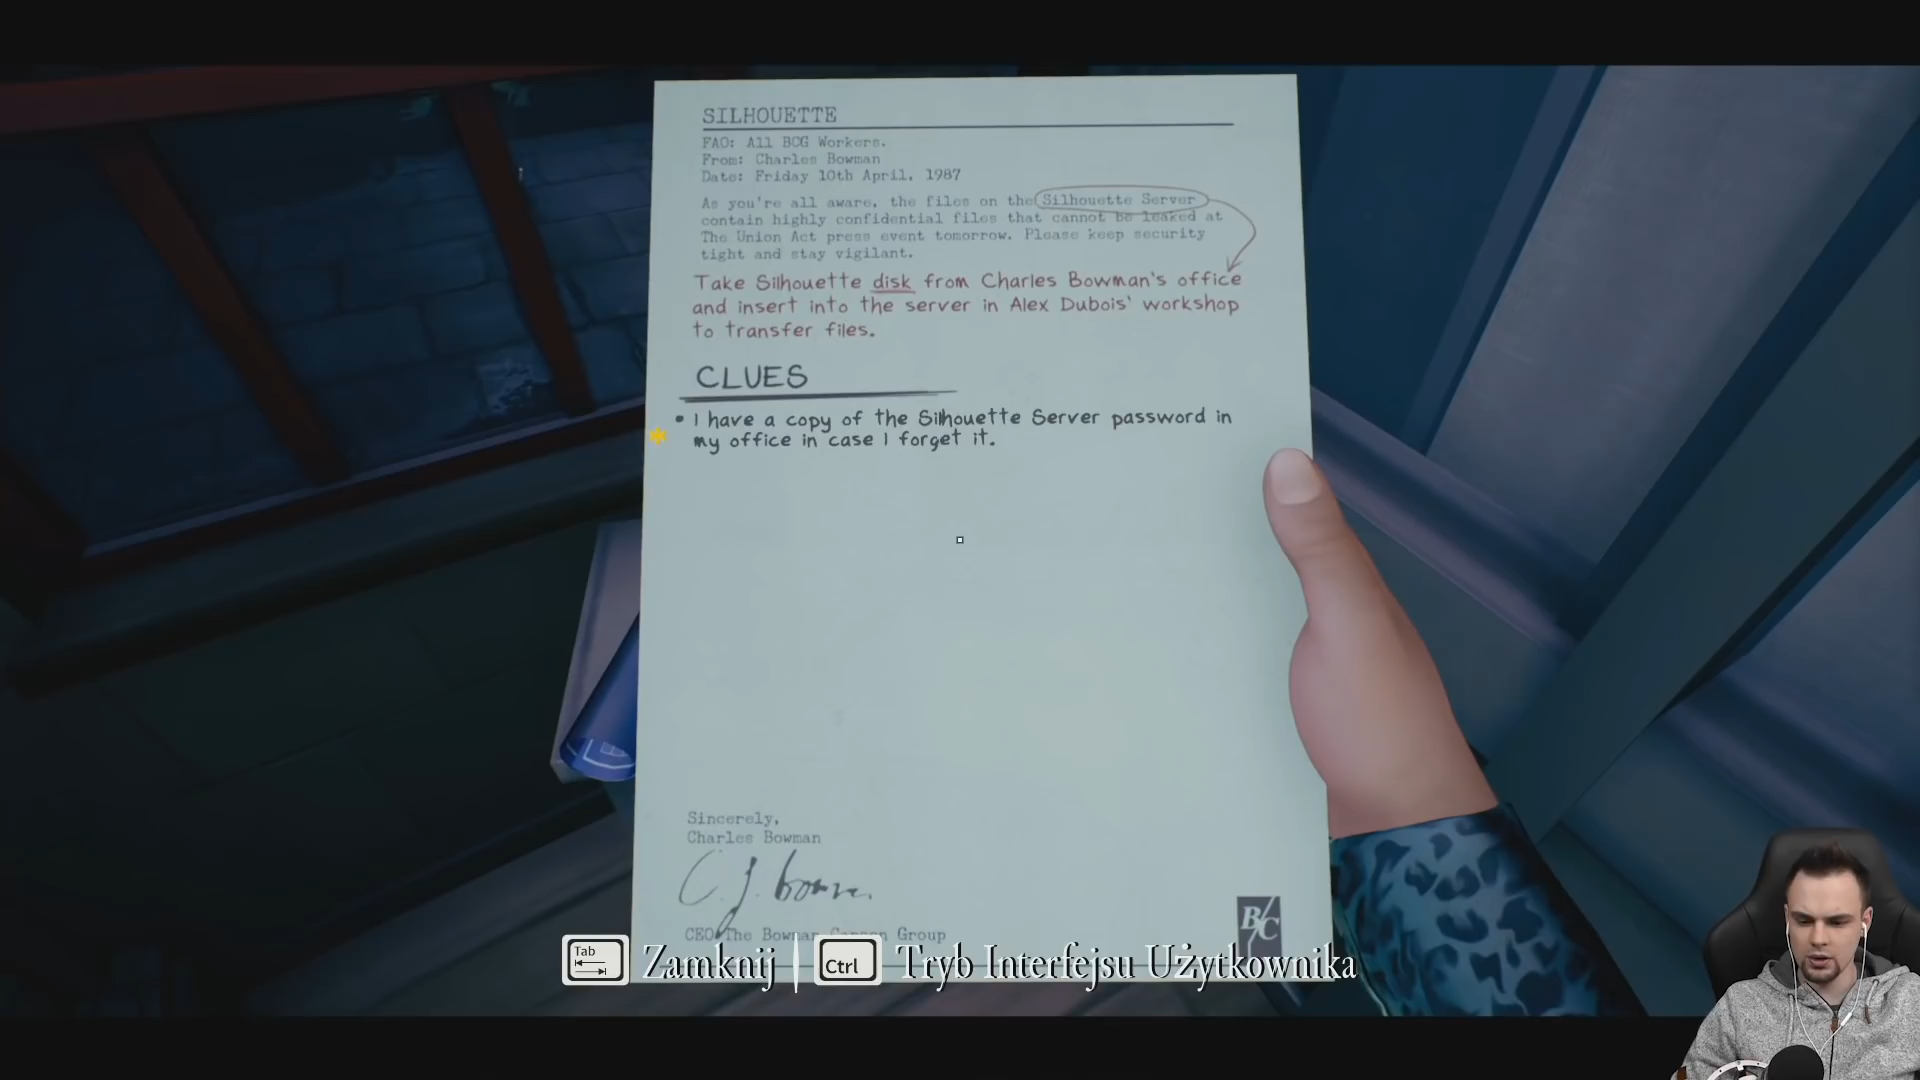 SILHOUETTE
FAO: All BCG Workers.
From: Charles Bowman
Date: Friday 10th April, 1987
As you're all aware, the files on the Silhouette Server
contain highly confidential files that cannot be leaked at
The Union Act press event tomorrow. Please keep security
tight and stay vigilant.
Take Silhouette disk from Charles Bowman's office
and insert into the server in Alex Dubois' workshop
to transfer files.
CLUES
• I have a copy of the Silhouette Server password in
my office in case I forget it.
Sincerely,
Charles Bowman
C. J. Bowman
CEO The Bowman Carson Group
B/C
Tab Zamknij | Ctrl Tryb Interfejsu Użytkownika